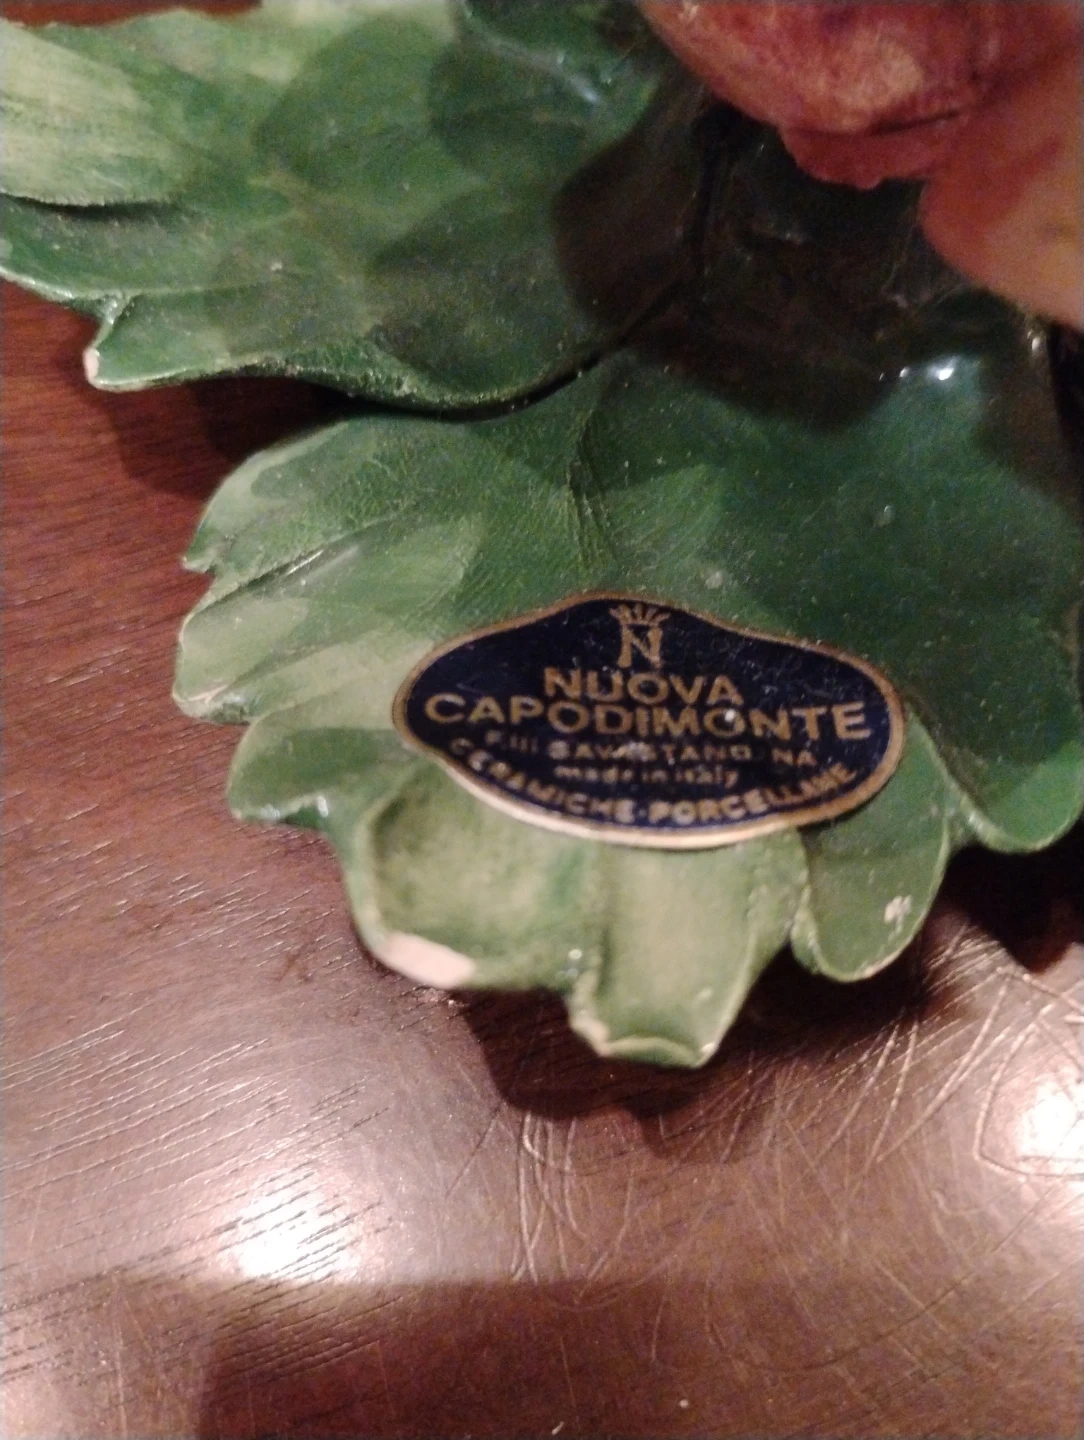 N
NUOVA
CAPODIMONTE
F.lli SAVASTANO NA
made in italy
CERAMICHE·PORCELLANE